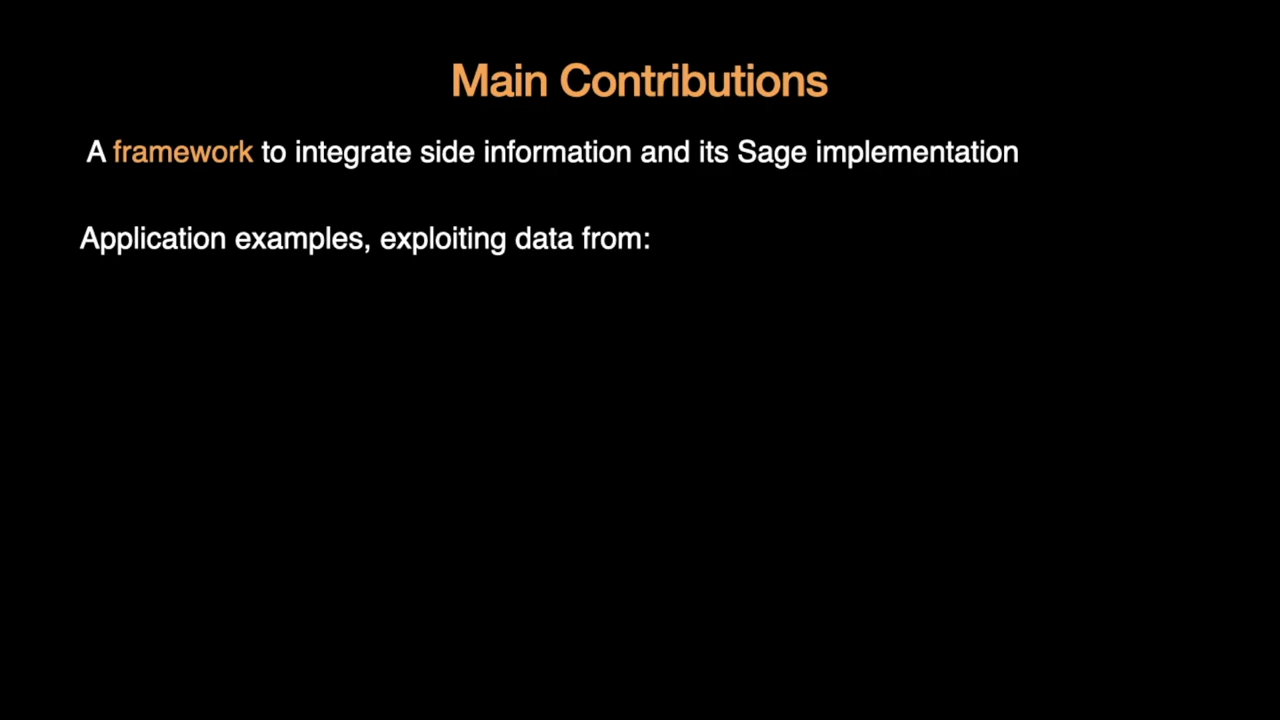 Main Contributions
A framework to integrate side information and its Sage implementation
Application examples, exploiting data from: